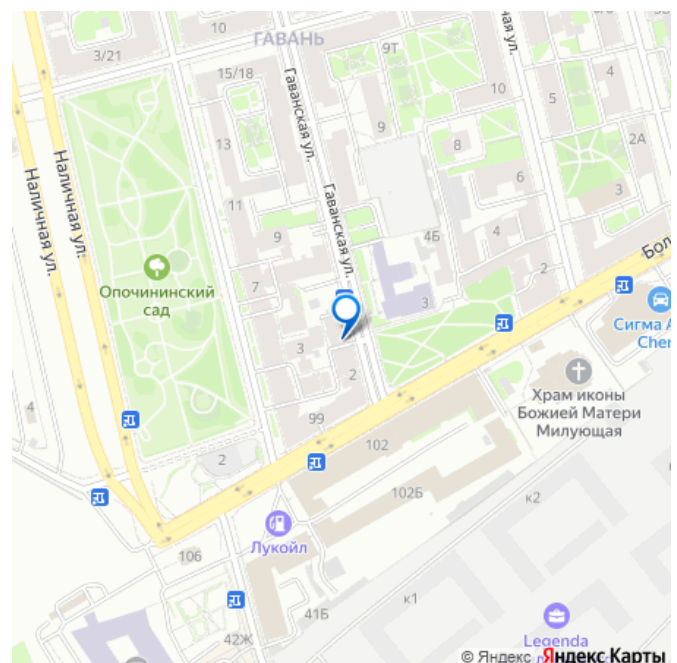 3/21
ГАВАНЬ
9Т
15/18
Гаванская ул.
10
Наличная ул.
4
5
9
13
8
2А
6
3
11
Наличная ул.
Наличная ул.
Гаванская ул.
9
4Б
4
Бол
7
2
Опочининский
сад
3
Сигма А
Cher
3
2
4
Храм иконы
Божией Матери
Милующая
99
102
2
102Б
к2
Лукойл
106
41Б
к1
42Ж
Legenda
© Яндекс Яндекс Карты